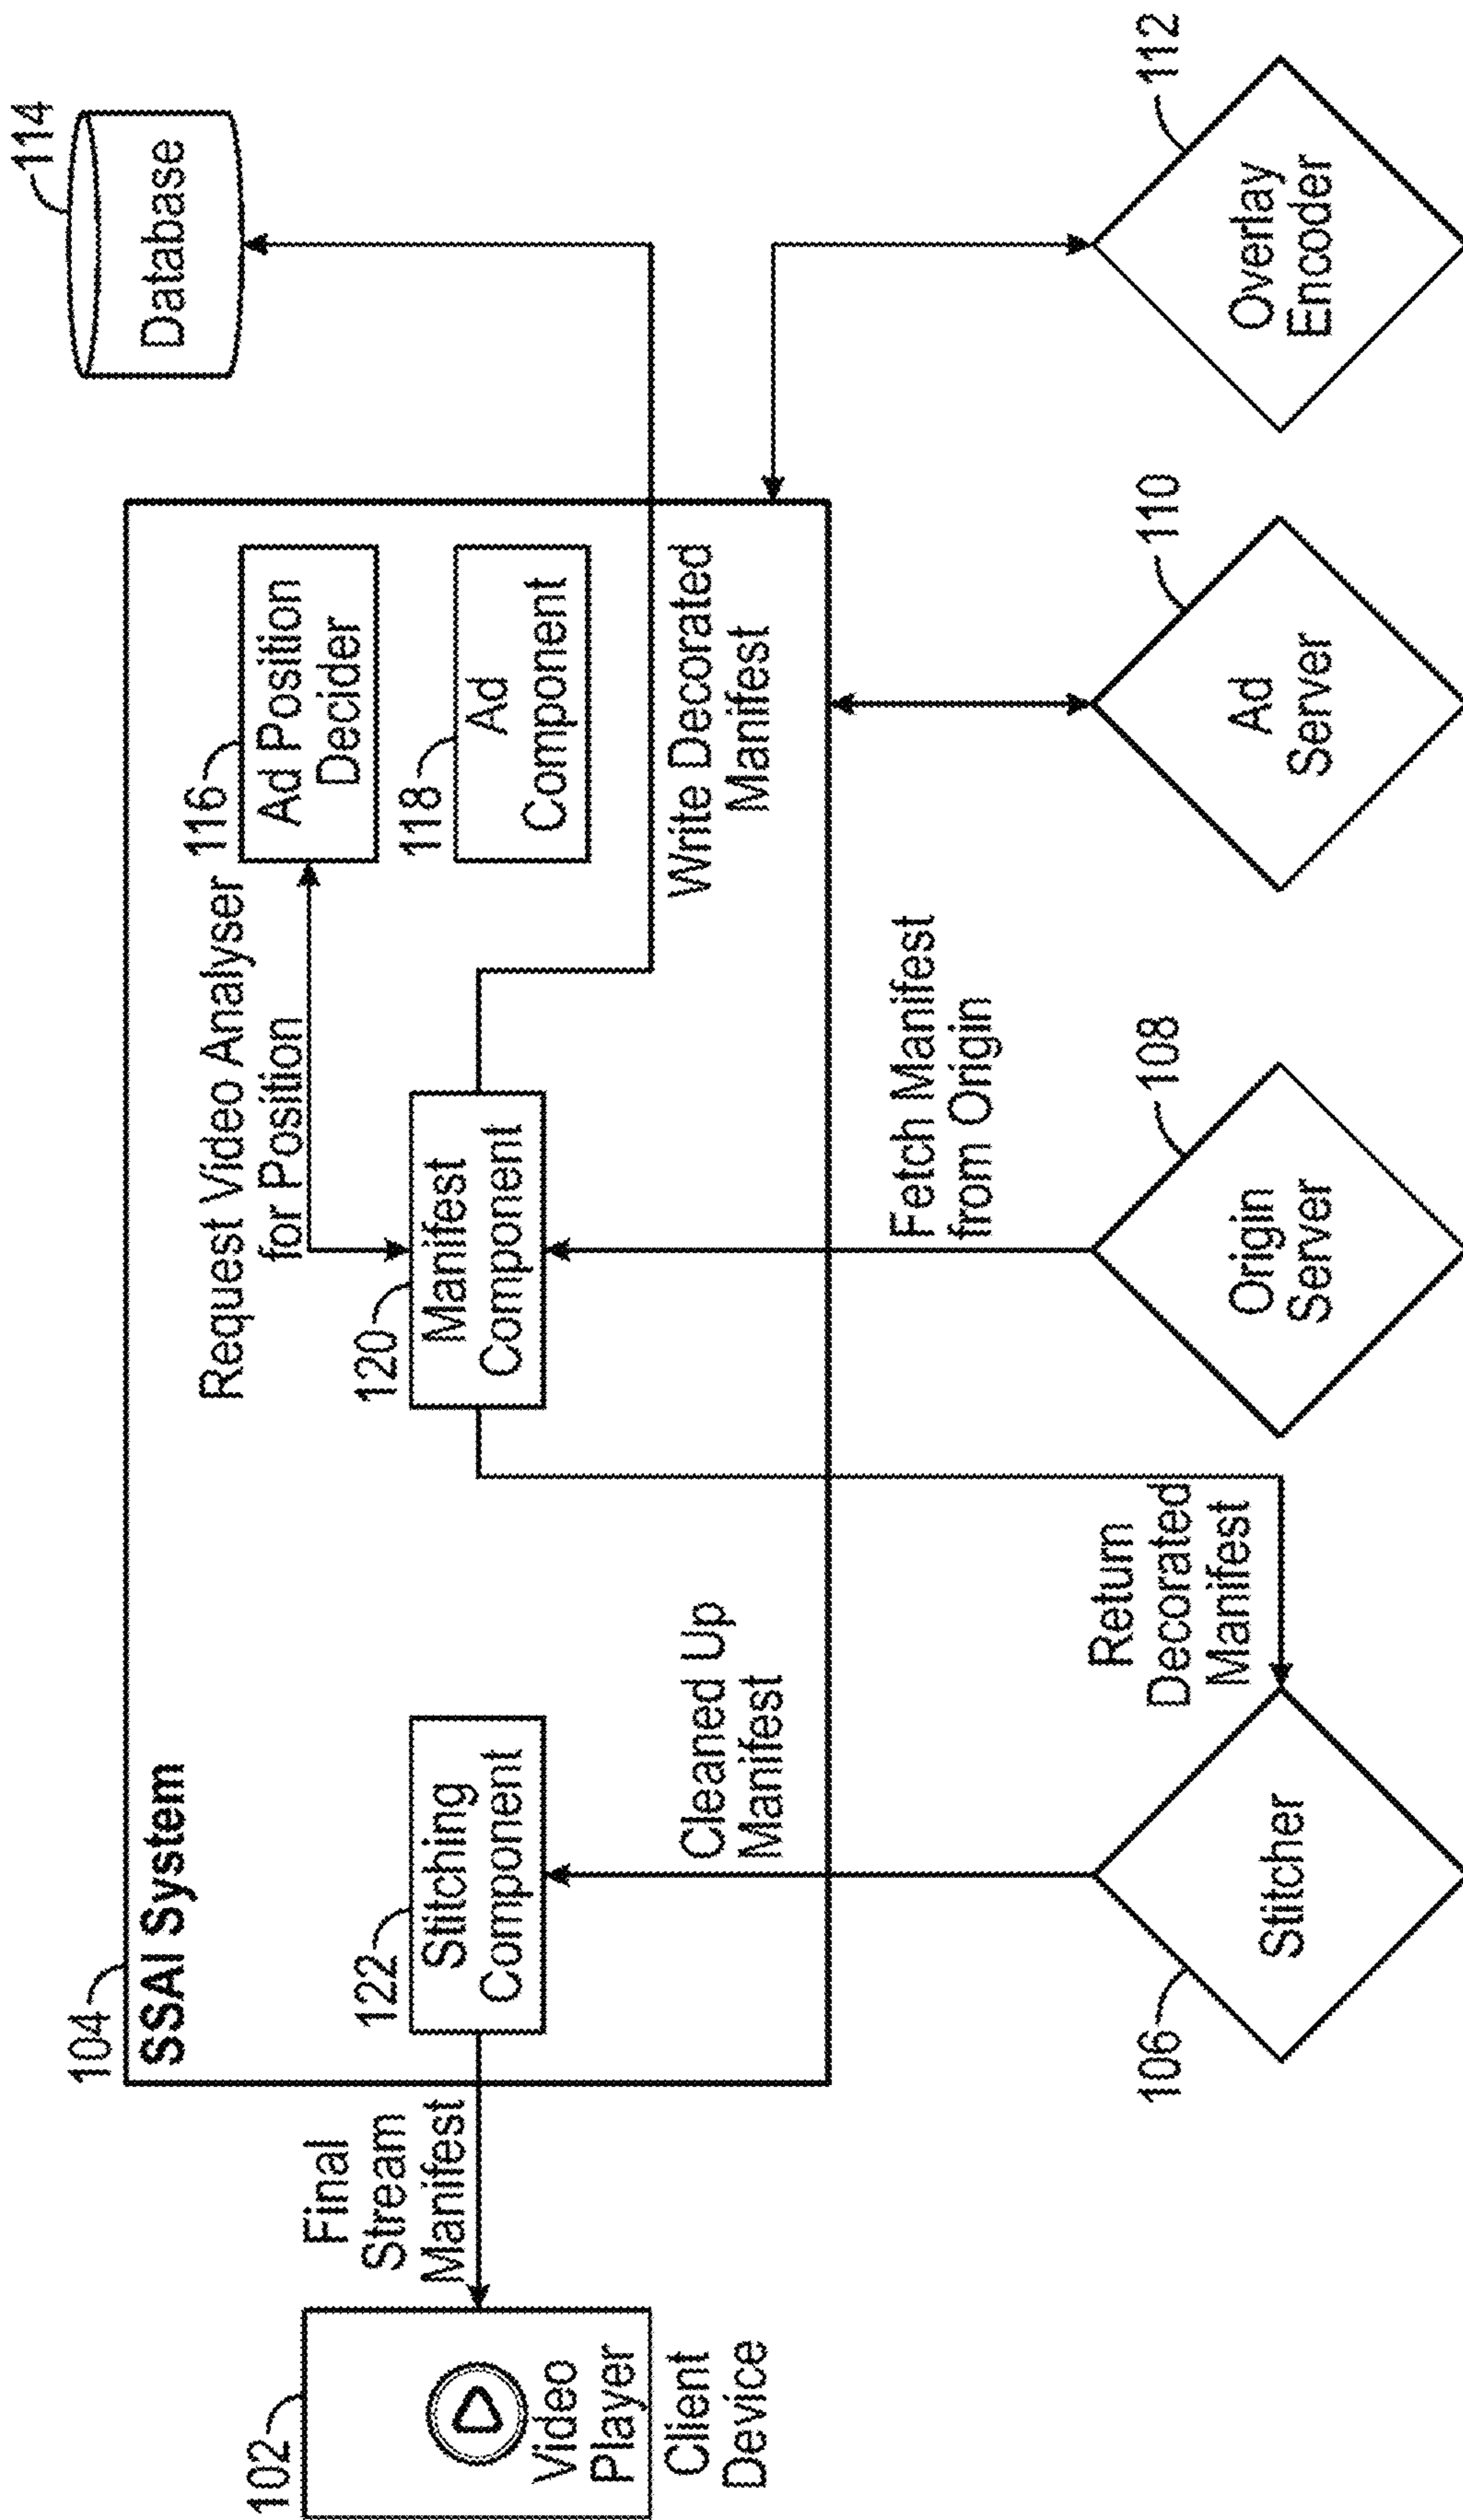 104
SSAI System
102
Video
Player
Client
Device
Final
Stream
Manifest
122
Stitching
Component
Cleaned Up
Manifest
120
Manifest
Component
Request Video Analyser
for Position
116
Ad Position
Decider
118
Ad
Component
Write Decorated
Manifest
114
Database
Return
Decorated
Manifest
Fetch Manifest
from Origin
106
Stitcher
108
Origin
Server
110
Ad
Server
112
Overlay
Encoder